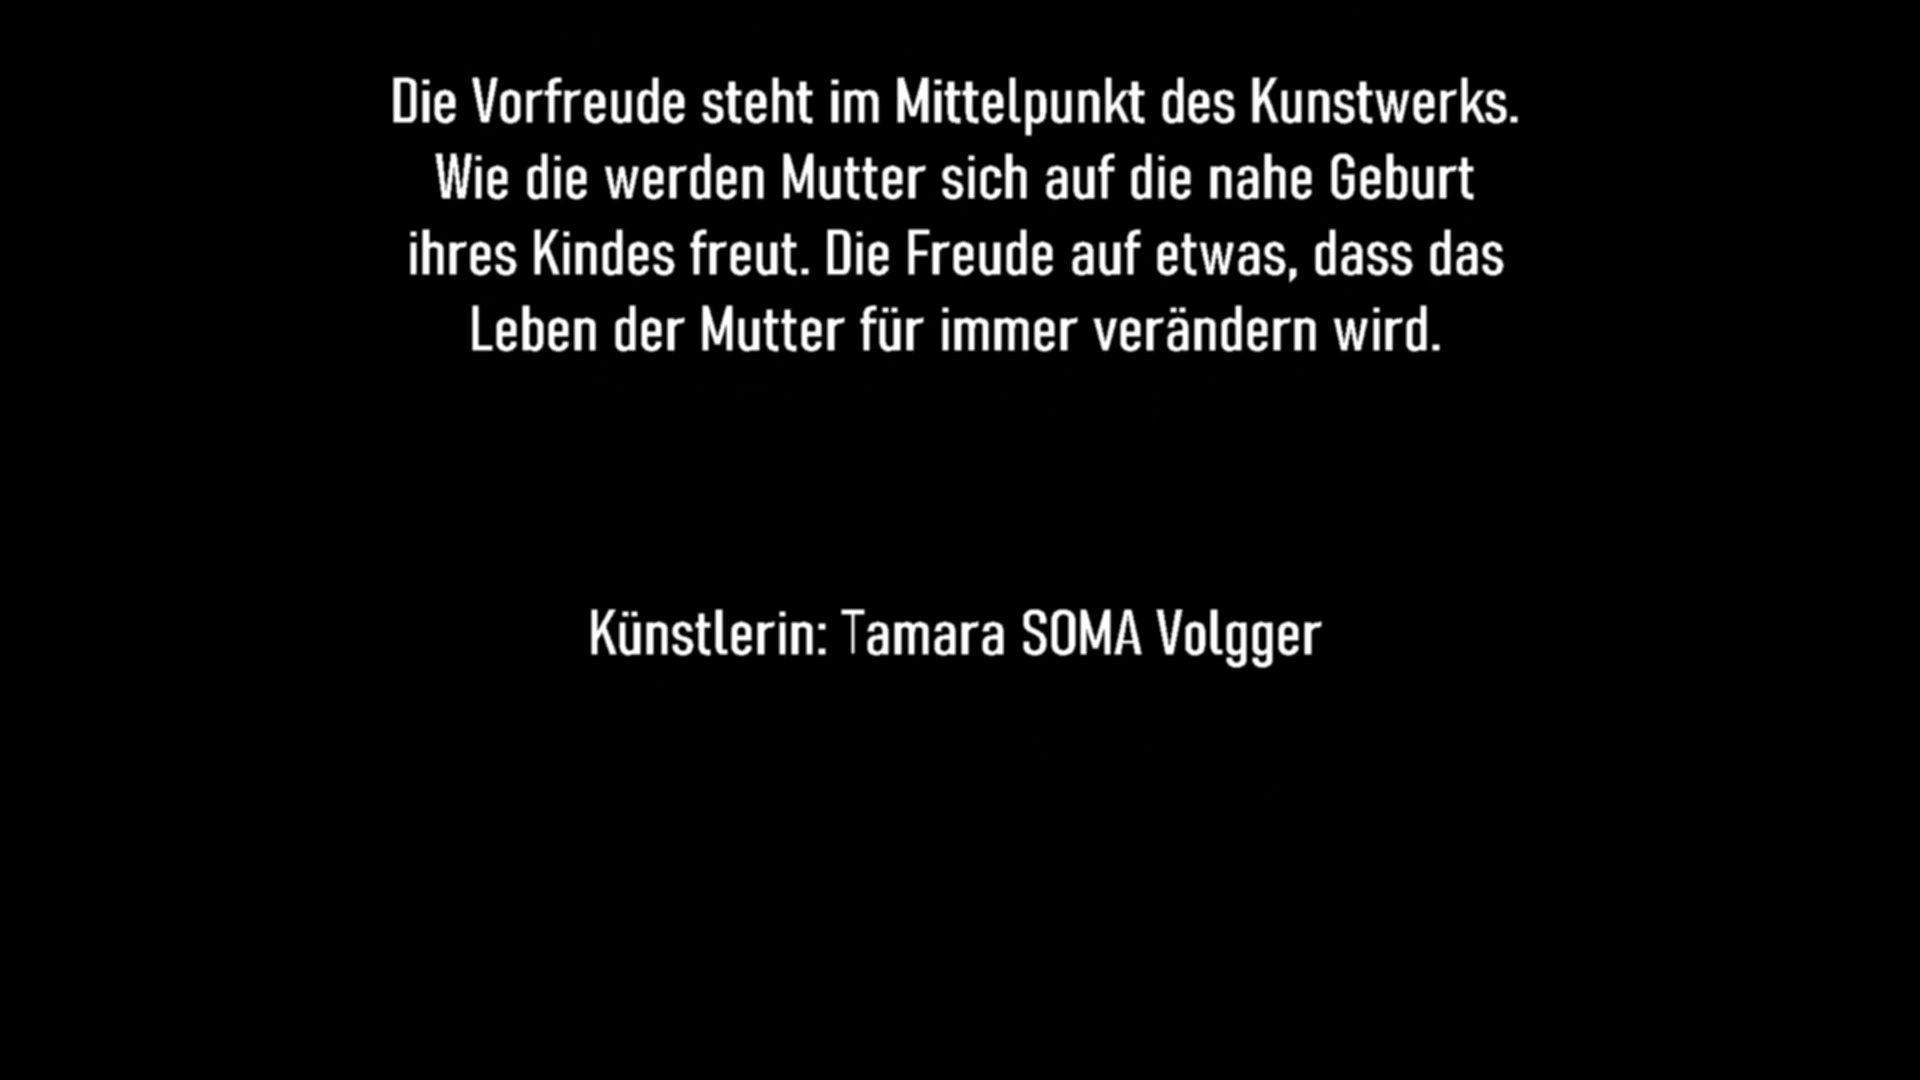 Die Vorfreude steht im Mittelpunkt des Kunstwerks.
Wie die werden Mutter sich auf die nahe Geburt
ihres Kindes freut. Die Freude auf etwas, dass das
Leben der Mutter für immer verändern wird.
Künstlerin: Tamara SOMA Volgger